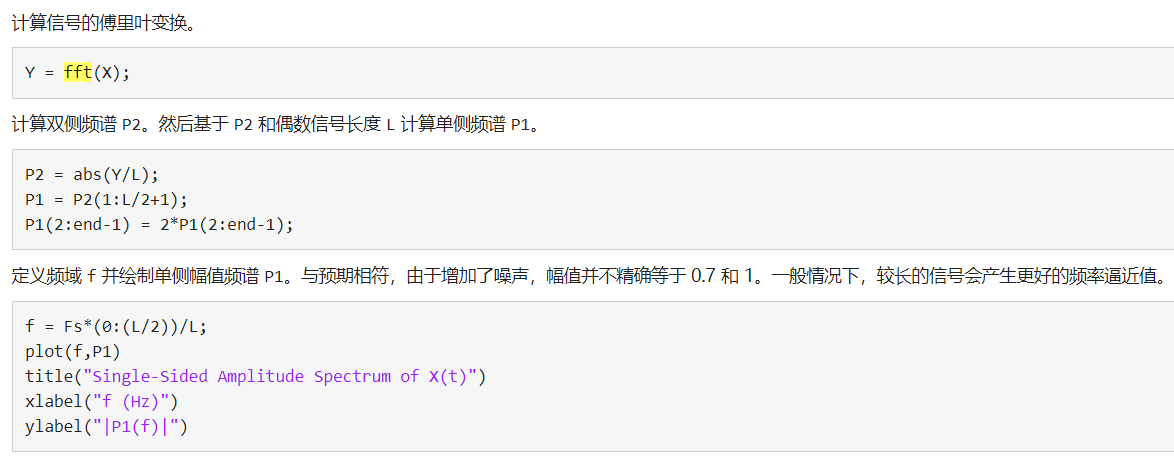 计算信号的傅里叶变换。
Y = fft(X);
计算双侧频谱 P2。然后基于 P2 和偶数信号长度 L 计算单侧频谱 P1。
P2 = abs(Y/L);
P1 = P2(1:L/2+1);
P1(2:end-1) = 2*P1(2:end-1);
定义频域 f 并绘制单侧幅值频谱 P1。与预期相符，由于增加了噪声，幅值并不精确等于 0.7 和 1。一般情况下，较长的信号会产生更好的频率逼近值。
f = Fs*(0:(L/2))/L;
plot(f,P1)
title("Single-Sided Amplitude Spectrum of X(t)")
xlabel("f (Hz)")
ylabel("|P1(f)|")